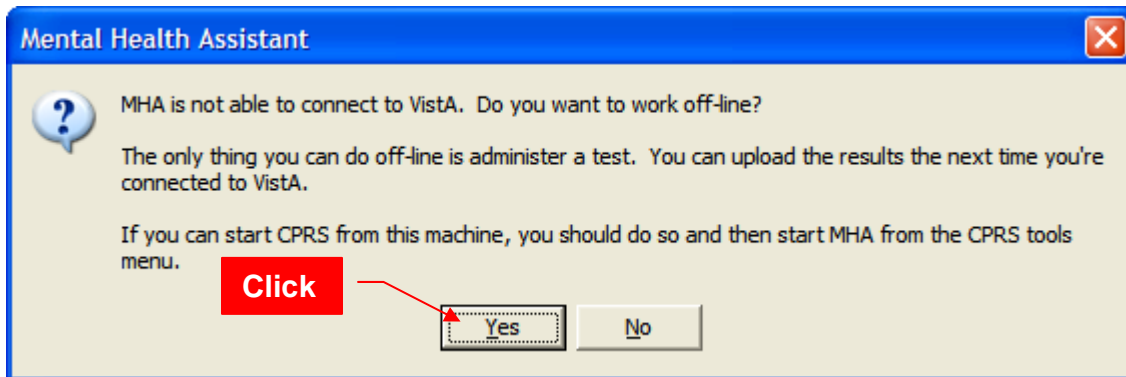 Mental Health Assistant
MHA is not able to connect to VistA. Do you want to work off-line?
The only thing you can do off-line is administer a test. You can upload the results the next time you're
connected to VistA.
If you can start CPRS from this machine, you should do so and then start MHA from the CPRS tools
menu.
Click
Yes No